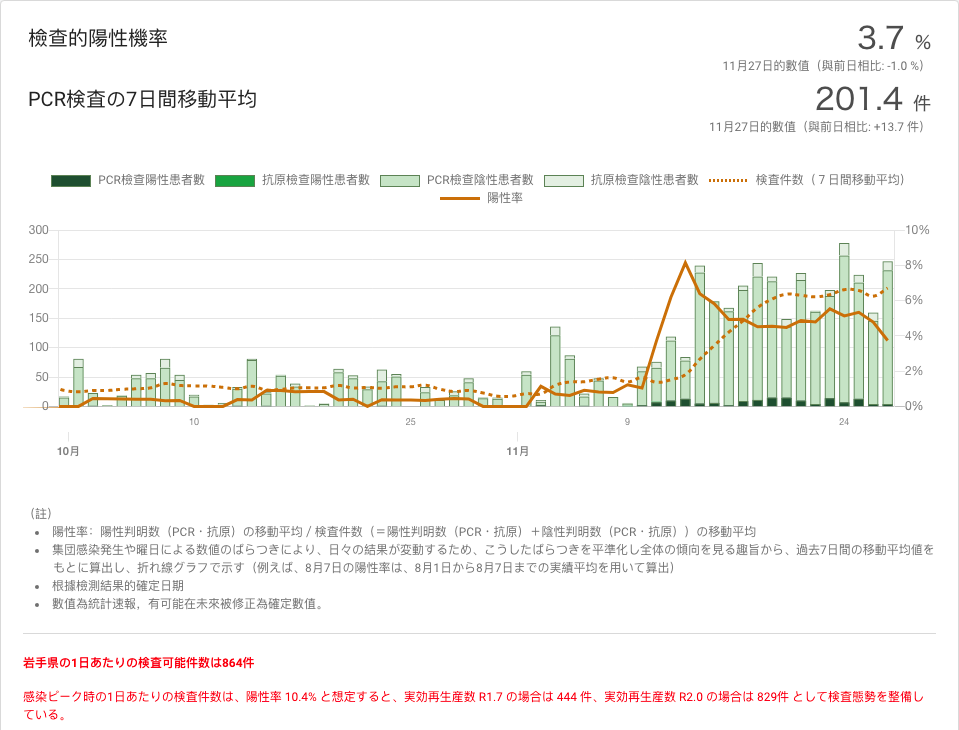 檢查的陽性機率
3.7 %
11月27日的數值（與前日相比: -1.0 %）
PCR検査の7日間移動平均
201.4 件
11月27日的數值（與前日相比: +13.7 件）
PCR檢查陽性患者數 抗原檢查陽性患者數 PCR檢查陰性患者數 抗原檢查陰性患者數 検査件数（７日間移動平均）
陽性率
300 10%
250 8%
200 6%
150 4%
100 2%
50
0 0%
10 25 9 24
10月 11月
（註）
陽性率：陽性判明数（PCR・抗原）の移動平均 / 検査件数（＝陽性判明数（PCR・抗原）＋陰性判明数（PCR・抗原））の移動平均
集団感染発生や曜日による数値のばらつきにより、日々の結果が変動するため、こうしたばらつきを平準化し全体の傾向を見る趣旨から、過去7日間の移動平均値を
もとに算出し、折れ線グラフで示す（例えば、8月7日の陽性率は、8月1日から8月7日までの実績平均を用いて算出）
根據檢測結果的確定日期
數值為統計速報，有可能在未來被修正為確定數值。
岩手県の1日あたりの検査可能件数は864件
感染ピーク時の1日あたりの検査件数は、陽性率 10.4% と想定すると、実効再生産数 R1.7 の場合は 444 件、実効再生産数 R2.0 の場合は 829件 として検査態勢を整備し
ている。